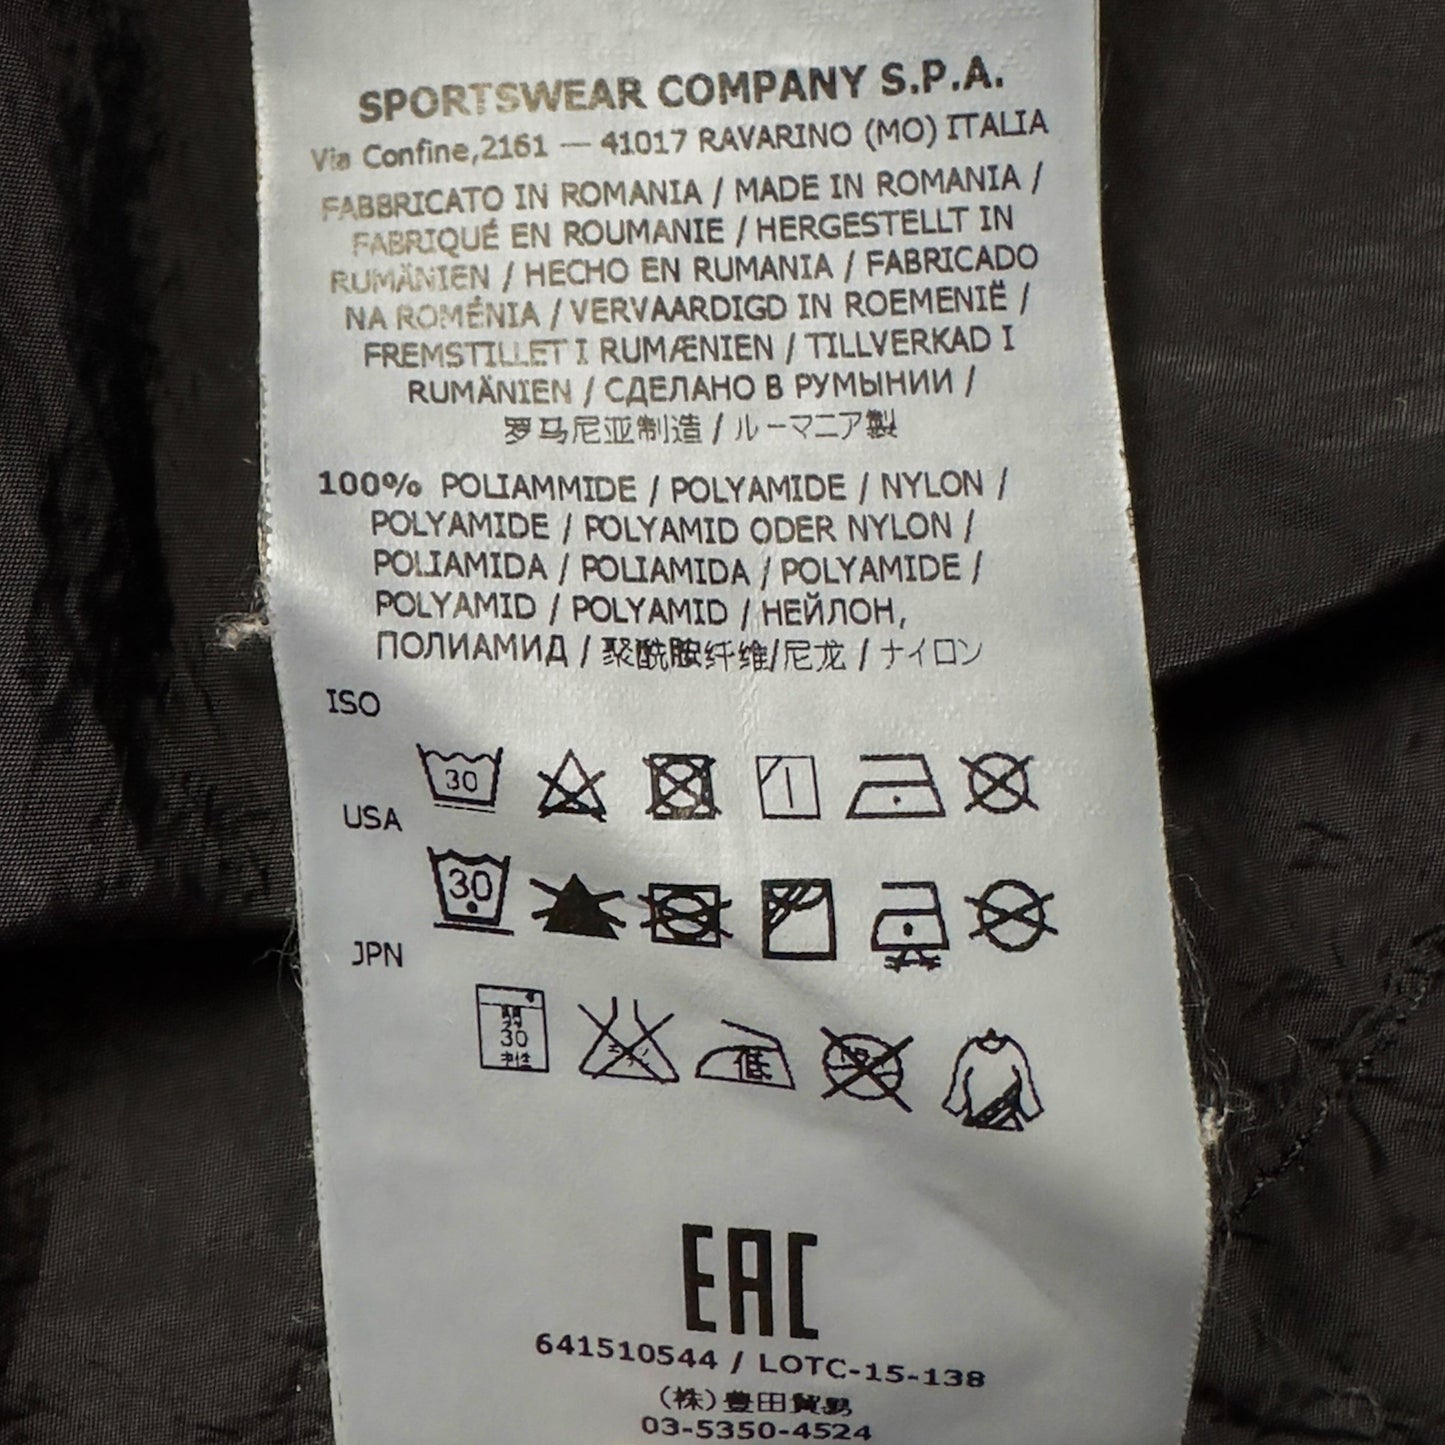 SPORTSWEAR COMPANY S.P.A.
Via Confine,2161 — 41017 RAVARINO (MO) ITALIA
FABBRICATO IN ROMANIA / MADE IN ROMANIA /
FABRIQUÉ EN ROUMANIE / HERGESTELLT IN
RUMÄNIEN / HECHO EN RUMANIA / FABRICADO
NA ROMÉNIA / VERVAARDIGD IN ROEMENIË /
FREMSTILLET I RUMÆNIEN / TILLVERKAD I
RUMÄNIEN / СДЕЛАНО В РУМЫНИИ /
罗马尼亚制造 / ルーマニア製
100% POLIAMMIDE / POLYAMIDE / NYLON /
POLYAMIDE / POLYAMID ODER NYLON /
POLIAMIDA / POLIAMIDA / POLYAMIDE /
POLYAMID / POLYAMID / НЕЙЛОН,
ПОЛИАМИД / 聚酰胺纤维/尼龙 / ナイロン
ISO
30
USA
30
JPN
弱
30
中性
低
EAC
641510544 / LOTC-15-138
(株)豊田貿易
03-5350-4524